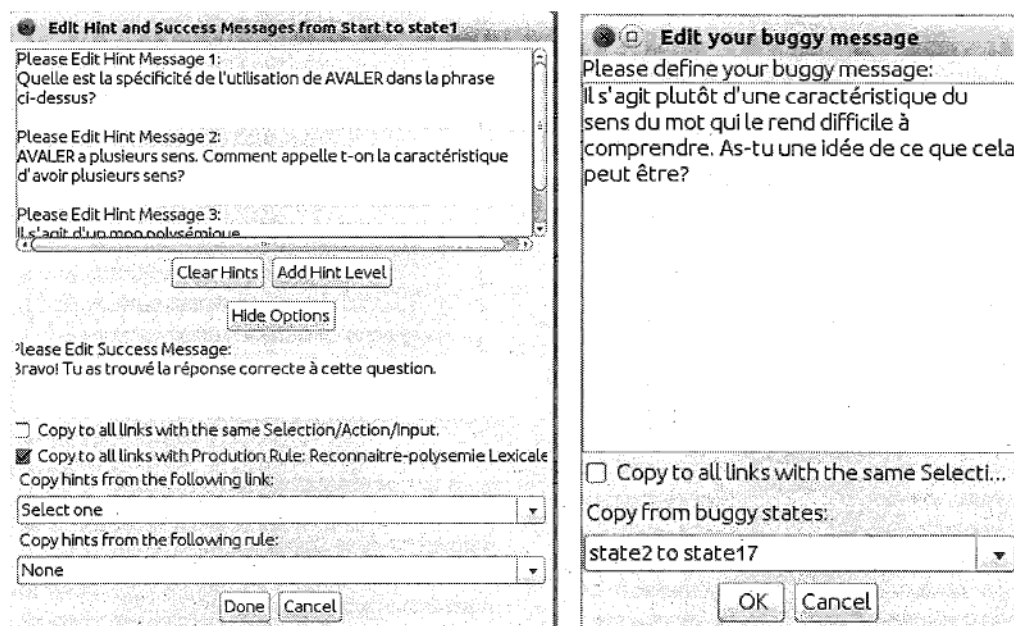 Edit Hint and Success Messages from Start to state1
Please Edit Hint Message 1:
Quelle est la spécificité de l'utilisation de AVALER dans la phrase
ci-dessus?
Please Edit Hint Message 2:
AVALER a plusieurs sens. Comment appelle t-on la caractéristique
d'avoir plusieurs sens?
Please Edit Hint Message 3:
Il s'agit d'un mon polysémique
Clear Hints Add Hint Level
Hide Options
Please Edit Success Message:
Bravo! Tu as trouvé la réponse correcte à cette question.
Copy to all links with the same Selection/Action/Input.
Copy to all links with Prodution Rule: Reconnaitre-polysemie Lexicale
Copy hints from the following link:
Select one
Copy hints from the following rule:
None
Done Cancel
Edit your buggy message
Please define your buggy message:
Il s'agit plutôt d'une caractéristique du
sens du mot qui le rend difficile à
comprendre. As-tu une idée de ce que cela
peut être?
Copy to all links with the same Selecti...
Copy from buggy states:
state2 to state17
OK Cancel